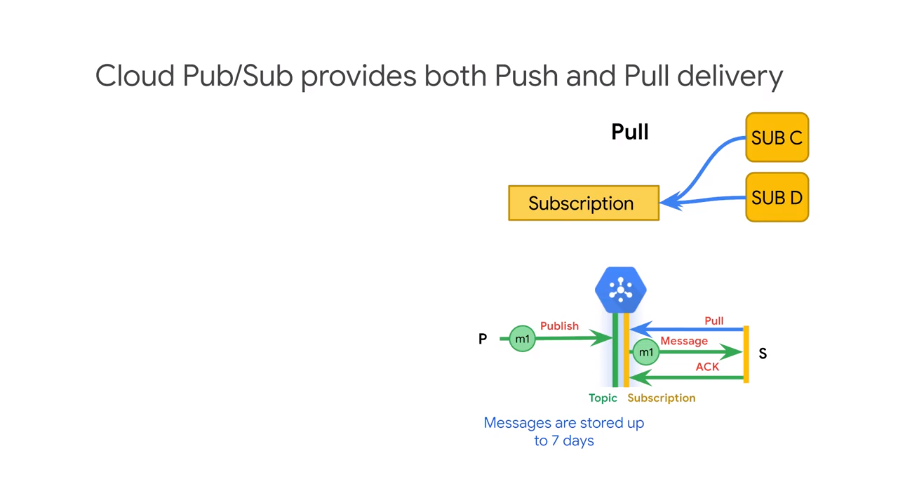 Cloud Pub/Sub provides both Push and Pull delivery
Pull
SUB C
Subscription
SUB D
P
m1
Publish
Pull
Message
m1
ACK
S
Topic
Subscription
Messages are stored up
to 7 days